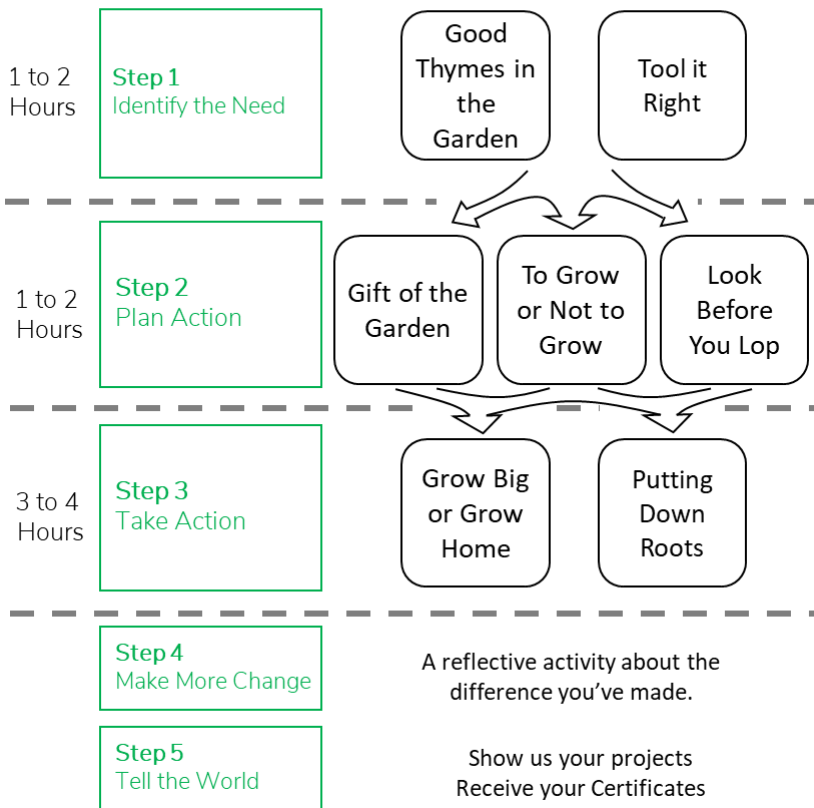 1 to 2
Hours
Step 1
Identify the Need
Good
Thymes in
the
Garden
Tool it
Right
1 to 2
Hours
Step 2
Plan Action
Gift of the
Garden
To Grow
or Not to
Grow
Look
Before
You Lop
3 to 4
Hours
Step 3
Take Action
Grow Big
or Grow
Home
Putting
Down
Roots
Step 4
Make More Change
A reflective activity about the
difference you’ve made.
Step 5
Tell the World
Show us your projects
Receive your Certificates